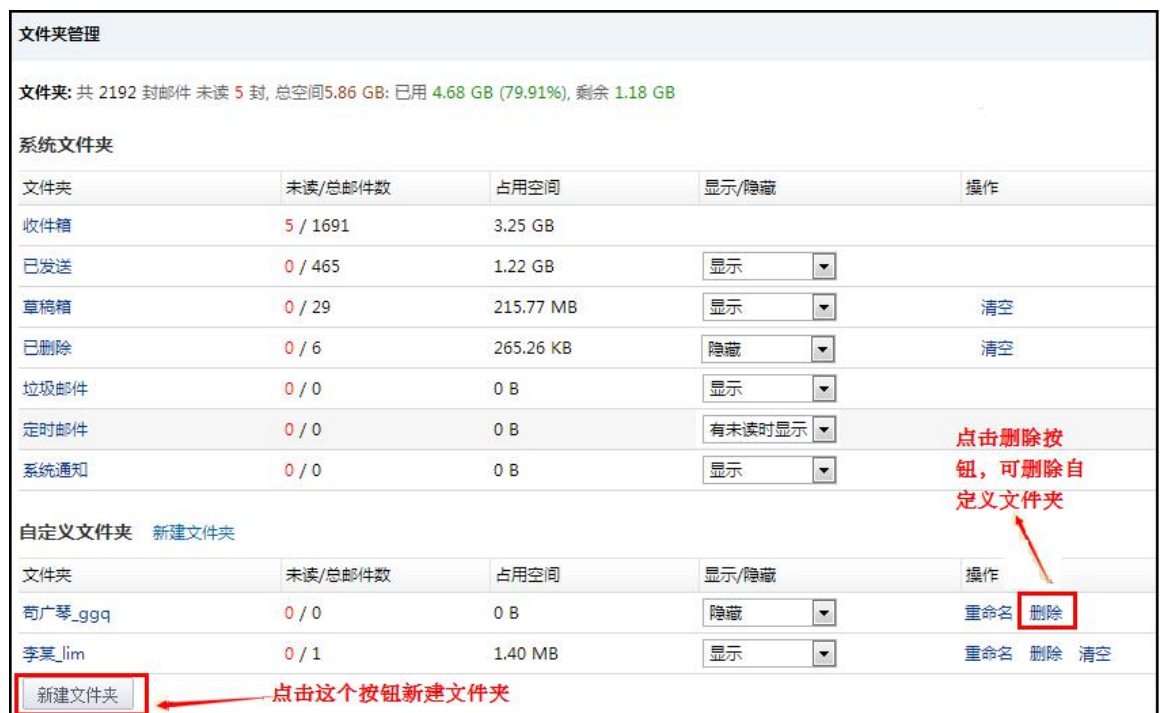 文件夹管理
文件夹: 共 2192 封邮件 未读 5 封, 总空间5.86 GB: 已用 4.68 GB (79.91%), 剩余 1.18 GB
系统文件夹
文件夹 未读/总邮件数 占用空间 显示/隐藏 操作
收件箱 5 / 1691 3.25 GB
已发送 0 / 465 1.22 GB 显示
草稿箱 0 / 29 215.77 MB 显示 清空
已删除 0 / 6 265.26 KB 隐藏 清空
垃圾邮件 0 / 0 0 B 显示
定时邮件 0 / 0 0 B 有未读时显示
系统通知 0 / 0 0 B 显示
点击删除按
钮，可删除自
定义文件夹
自定义文件夹 新建文件夹
文件夹 未读/总邮件数 占用空间 显示/隐藏 操作
苟广琴_ggq 0 / 0 0 B 隐藏 重命名 删除
李某_lim 0 / 1 1.40 MB 显示 重命名 删除 清空
新建文件夹 点击这个按钮新建文件夹